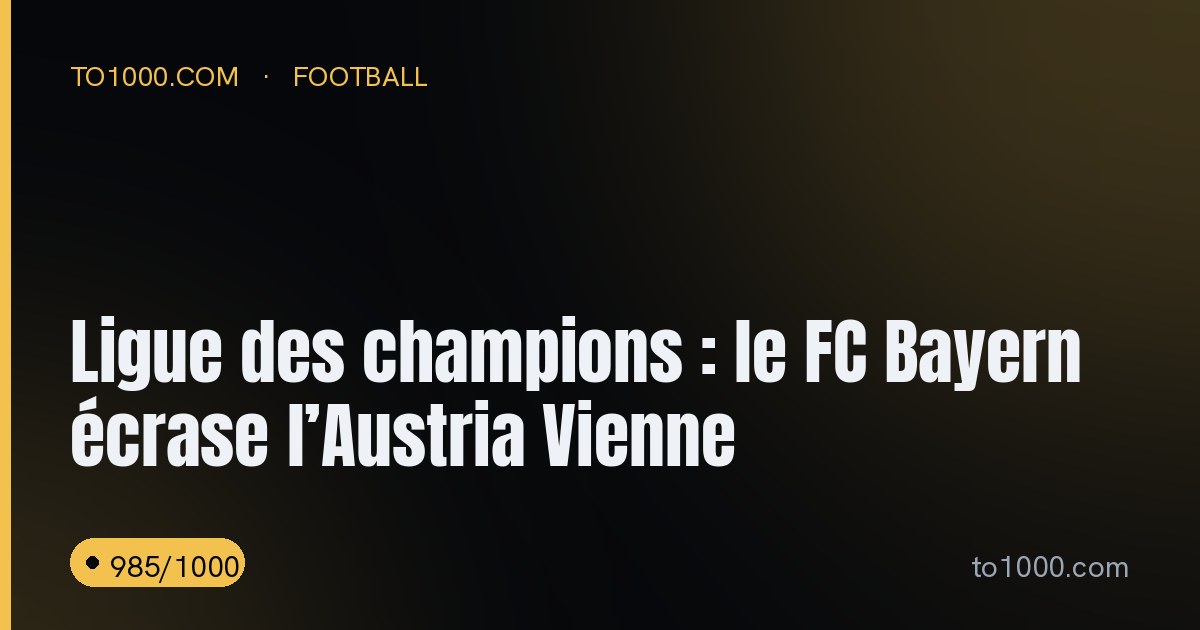 TO1000.COM · FOOTBALL
Ligue des champions : le FC Bayern
écrase l’Austria Vienne
985/1000
to1000.com